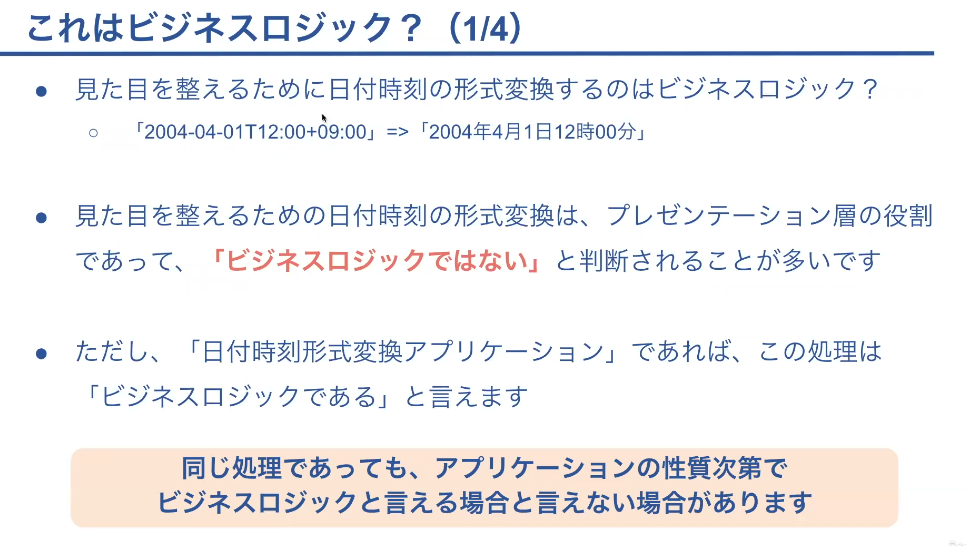 これはビジネスロジック？（1/4）
● 見た目を整えるために日付時刻の形式変換するのはビジネスロジック？
○ 「2004-04-01T12:00+09:00」=>「2004年4月1日12時00分」
● 見た目を整えるための日付時刻の形式変換は、プレゼンテーション層の役割
であって、「ビジネスロジックではない」と判断されることが多いです
● ただし、「日付時刻形式変換アプリケーション」であれば、この処理は
「ビジネスロジックである」と言えます
同じ処理であっても、アプリケーションの性質次第で
ビジネスロジックと言える場合と言えない場合があります